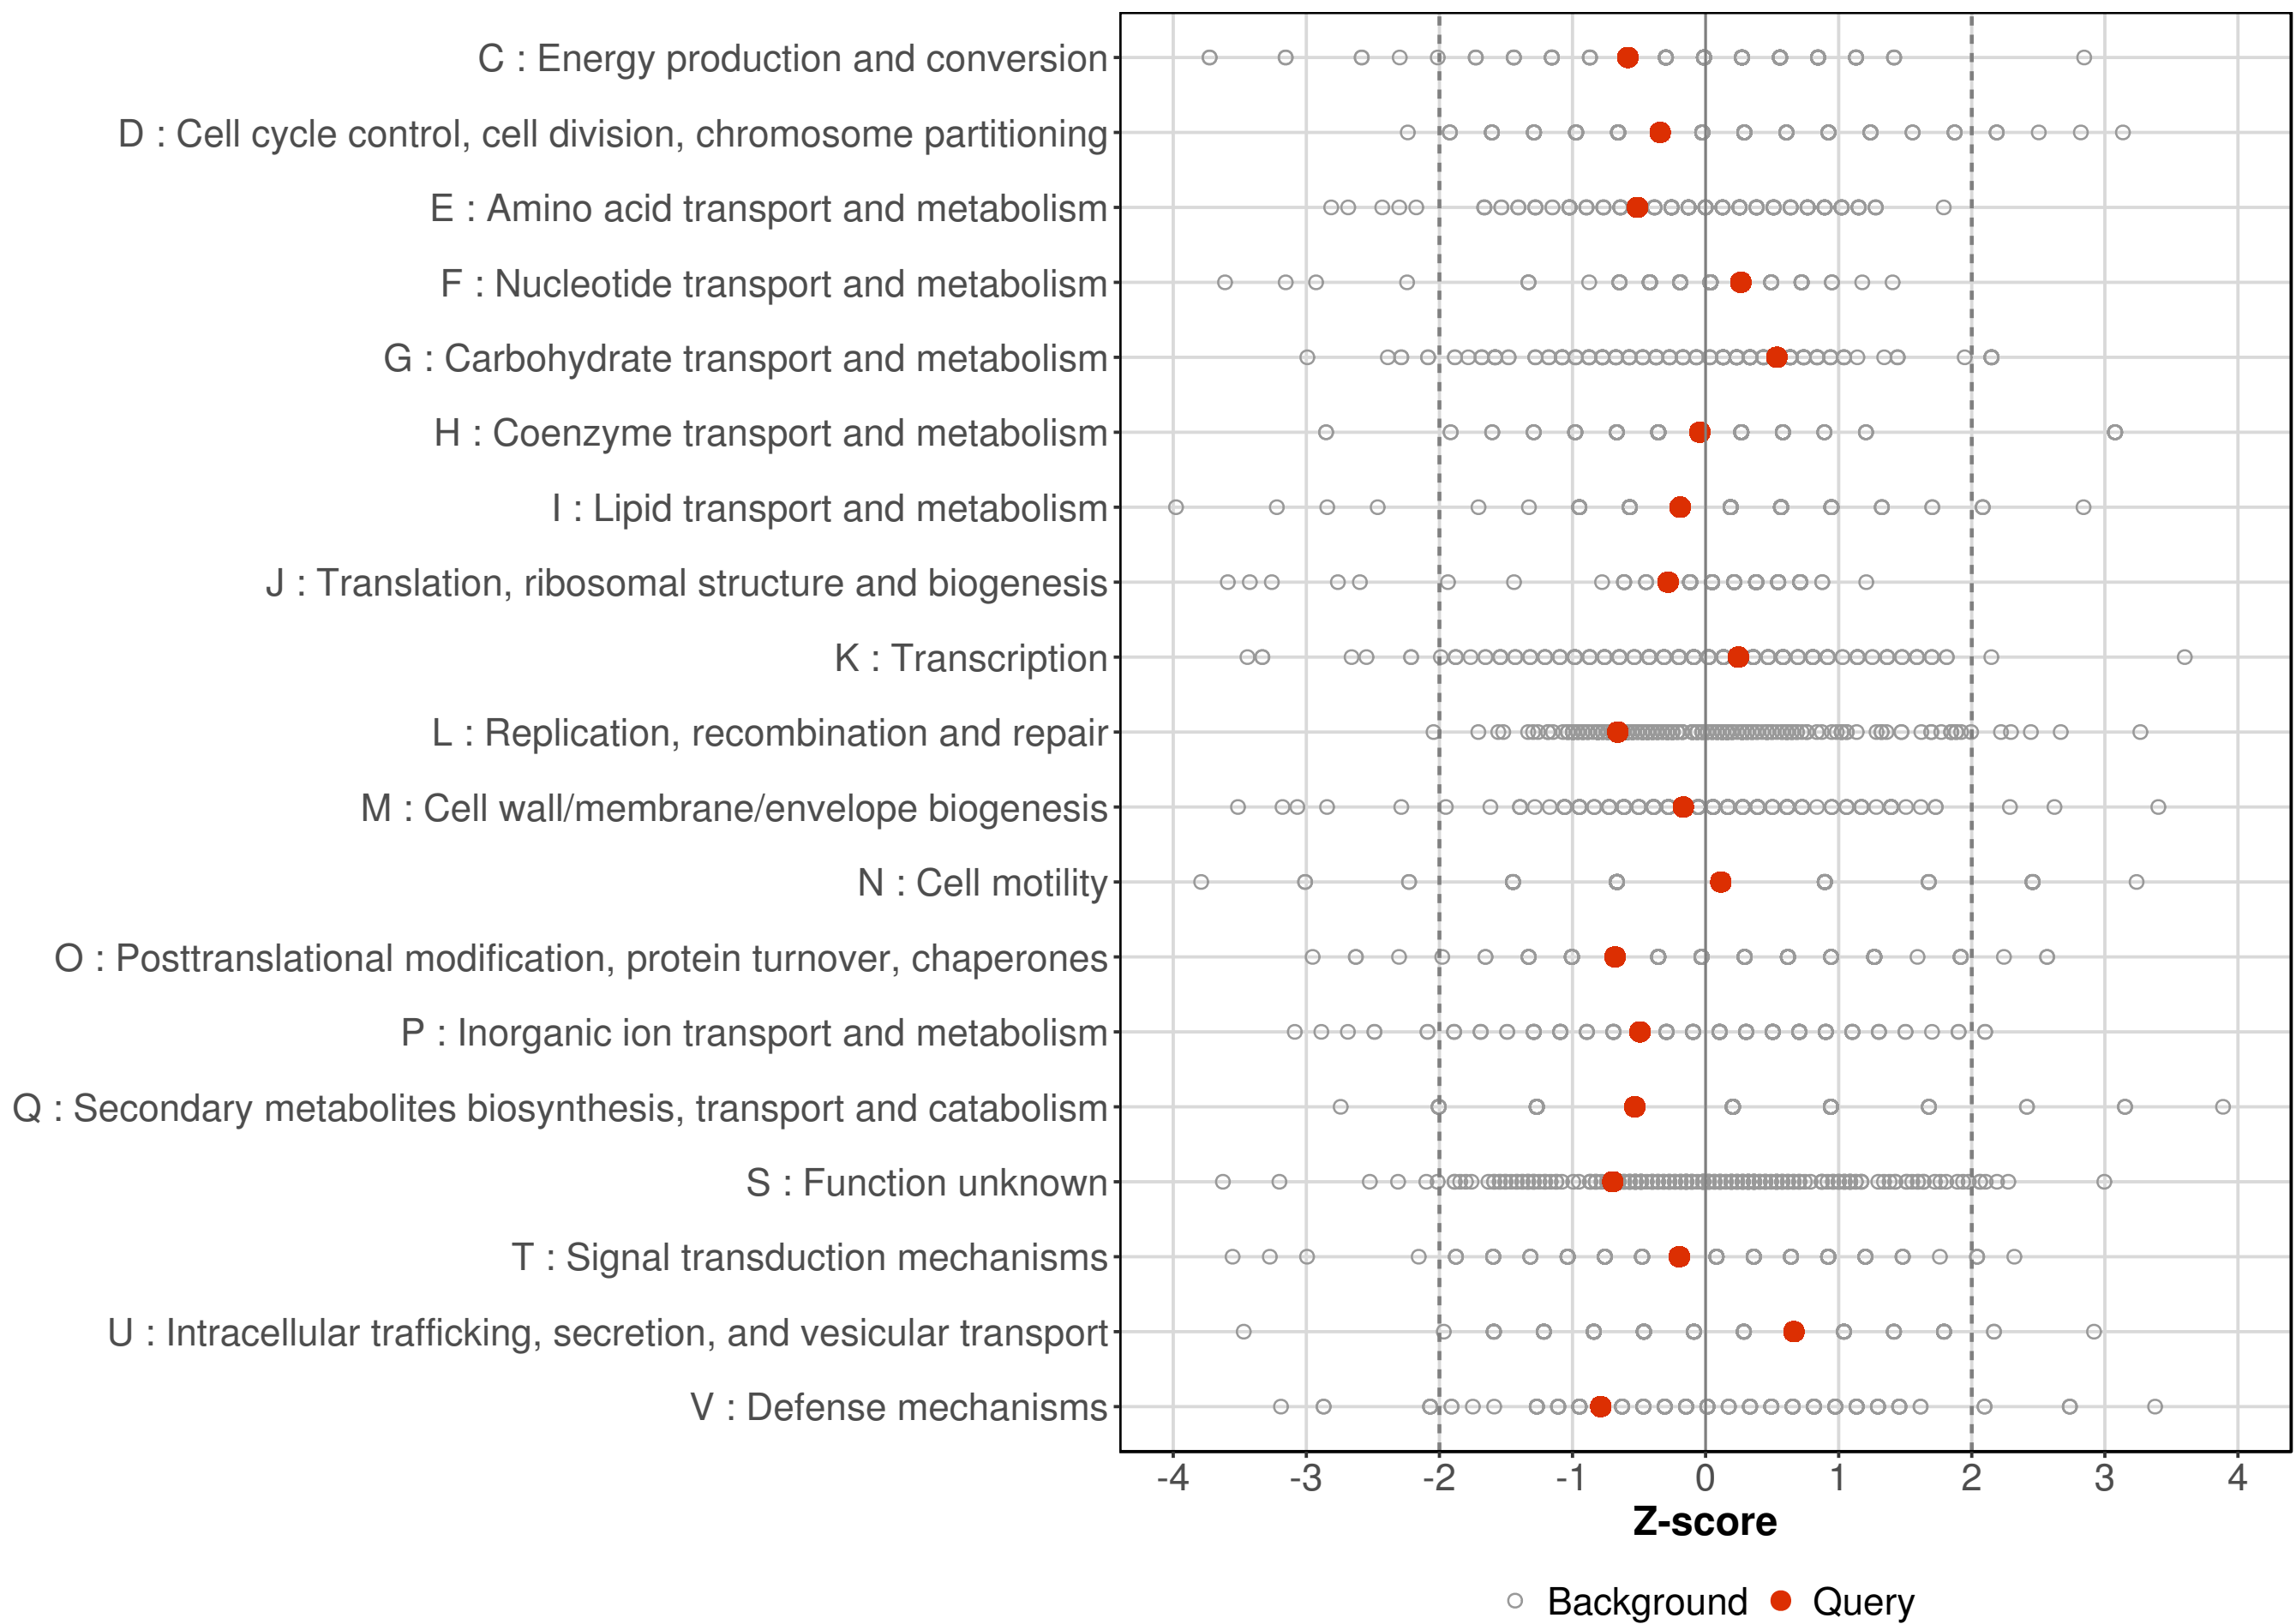 C : Energy production and conversion
D : Cell cycle control, cell division, chromosome partitioning
E : Amino acid transport and metabolism
F : Nucleotide transport and metabolism
G : Carbohydrate transport and metabolism
H : Coenzyme transport and metabolism
I : Lipid transport and metabolism
J : Translation, ribosomal structure and biogenesis
K : Transcription
L : Replication, recombination and repair
M : Cell wall/membrane/envelope biogenesis
N : Cell motility
O : Posttranslational modification, protein turnover, chaperones
P : Inorganic ion transport and metabolism
Q : Secondary metabolites biosynthesis, transport and catabolism
S : Function unknown
T : Signal transduction mechanisms
U : Intracellular trafficking, secretion, and vesicular transport
V : Defense mechanisms
-4 -3 -2 -1 0 1 2 3 4
Z-score
Background Query